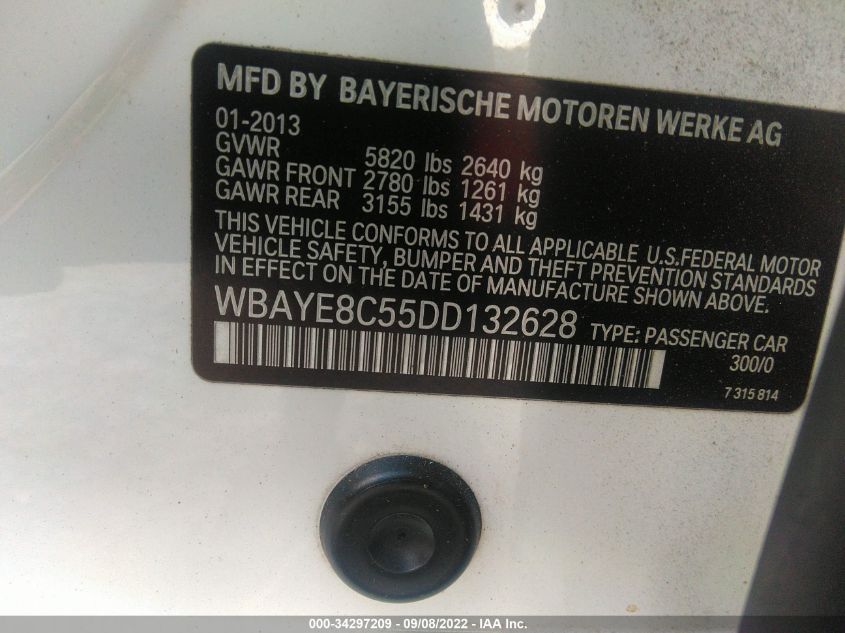 MFD BY BAYERISCHE MOTOREN WERKE AG
01-2013
GVWR 5820 lbs 2640 kg
GAWR FRONT 2780 lbs 1261 kg
GAWR REAR 3155 lbs 1431 kg
THIS VEHICLE CONFORMS TO ALL APPLICABLE U.S.FEDERAL MOTOR
VEHICLE SAFETY, BUMPER AND THEFT PREVENTION STANDARDS
IN EFFECT ON THE DATE OF MANUFACTURE SHOWN ABOVE.
WBAYE8C55DD132628 TYPE: PASSENGER CAR
300/0
7 315 814
000-34297209 - 09/08/2022 - IAA Inc.